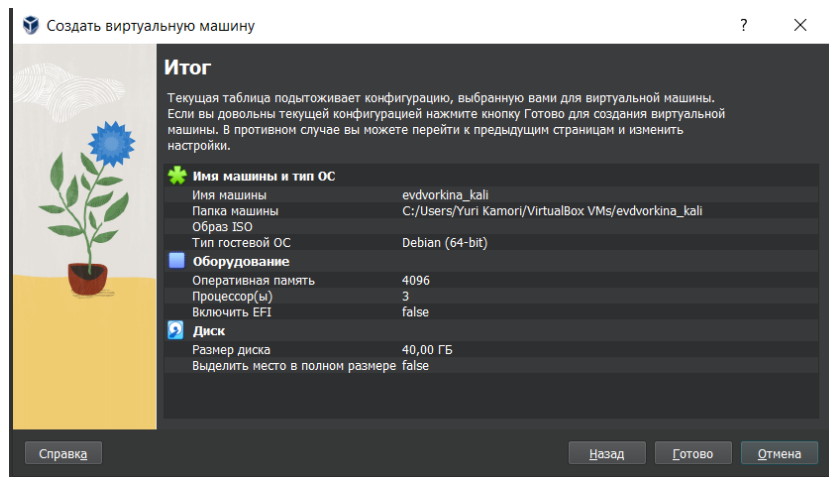 Создать виртуальную машину
?
Итог
Текущая таблица подытоживает конфигурацию, выбранную вами для виртуальной машины.
Если вы довольны текущей конфигурацией нажмите кнопку Готово для создания виртуальной
машины. В противном случае вы можете перейти к предыдущим страницам и изменить
настройки.
Имя машины и тип ОС
Имя машины evdvorkina_kali
Папка машины C:/Users/Yuri Kamori/VirtualBox VMs/evdvorkina_kali
Образ ISO
Тип гостевой ОС Debian (64-bit)
Оборудование
Оперативная память 4096
Процессор(ы) 3
Включить EFI false
Диск
Размер диска 40,00 ГБ
Выделить место в полном размере false
Справка Назад Готово Отмена